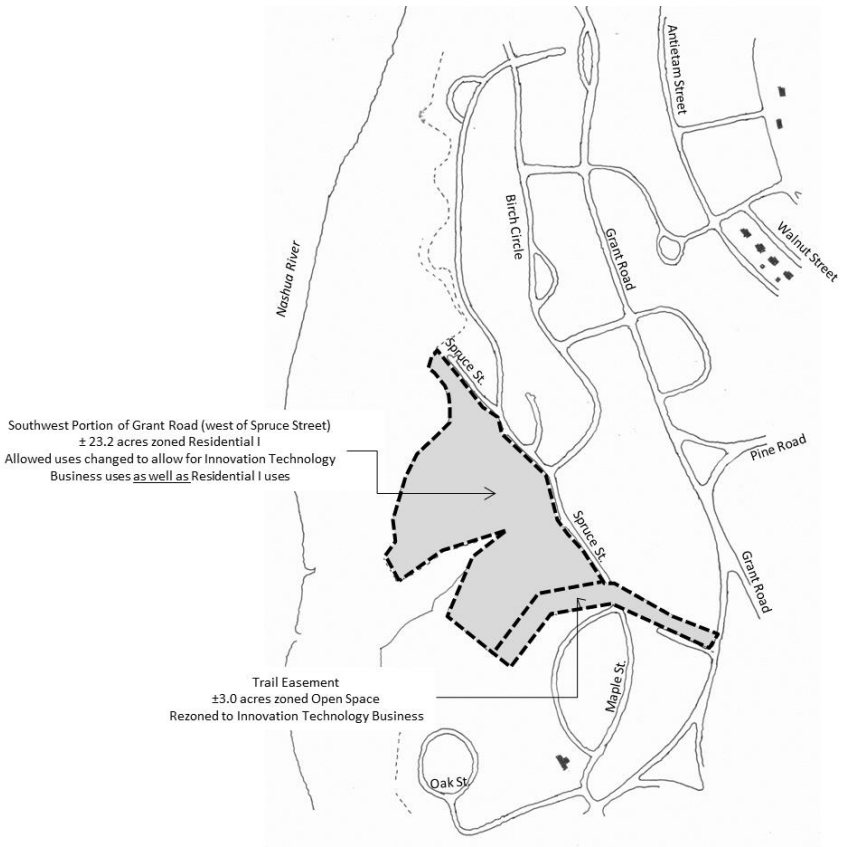 Antietam Street
Birch Circle
Grant Road
Walnut Street
Nashua River
Spruce St.
Southwest Portion of Grant Road (west of Spruce Street)
± 23.2 acres zoned Residential I
Allowed uses changed to allow for Innovation Technology
Business uses as well as Residential I uses
Pine Road
Spruce St.
Grant Road
Trail Easement
±3.0 acres zoned Open Space
Rezoned to Innovation Technology Business
Maple St.
Oak St.